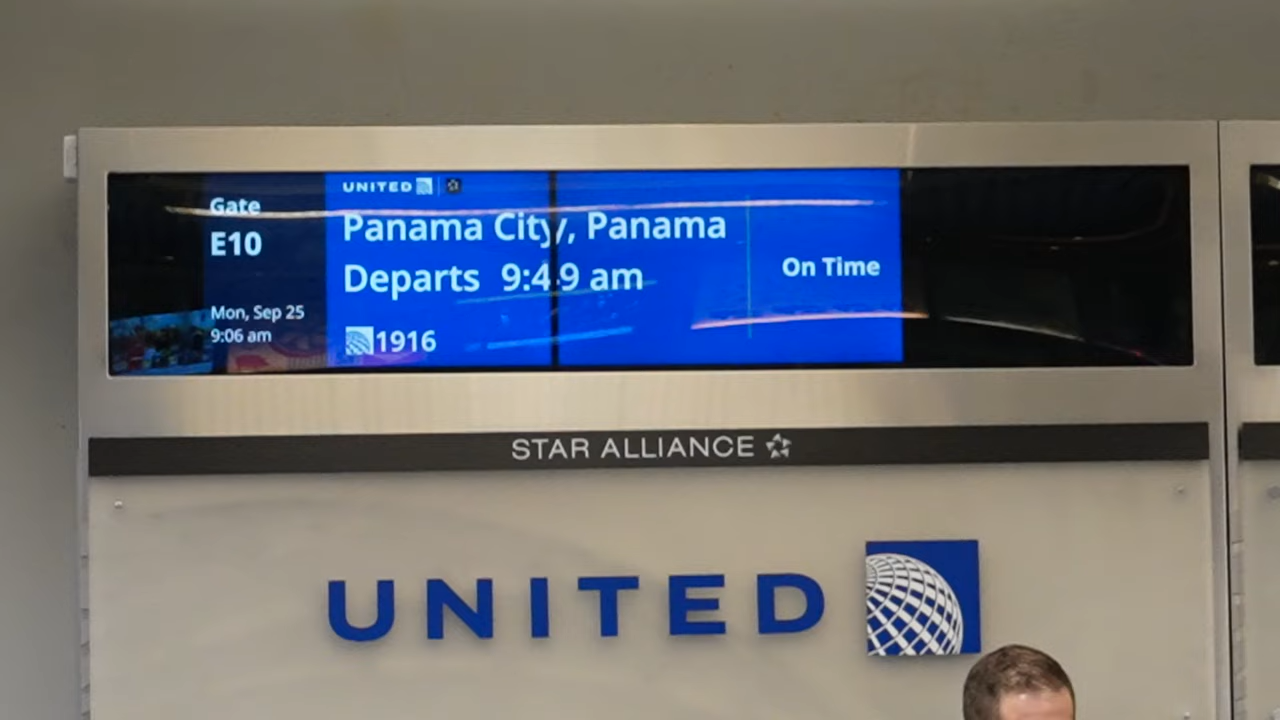 Gate
E10
Mon, Sep 25
9:06 am
UNITED
Panama City, Panama
Departs 9:49 am
1916
On Time
STAR ALLIANCE
UNITED